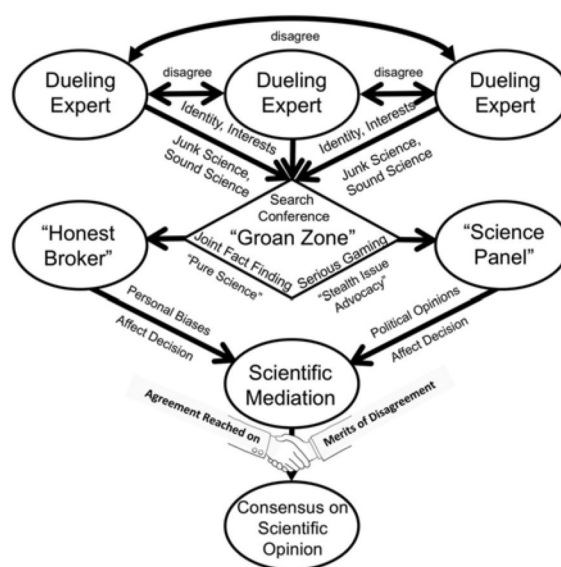 disagree
Dueling
Expert
disagree
Dueling
Expert
disagree
Dueling
Expert
Identity, Interests
Identity, Interests
Junk Science,
Sound Science
Junk Science,
Sound Science
Search
Conference
"Groan Zone"
"Honest
Broker"
Joint Fact Finding
Serious Gaming
"Science
Panel"
"Pure Science"
"Stealth Issue
Advocacy"
Personal Biases
Affect Decision
Political Opinions
Affect Decision
Scientific
Mediation
Agreement Reached on
Merits of Disagreement
Consensus on
Scientific
Opinion